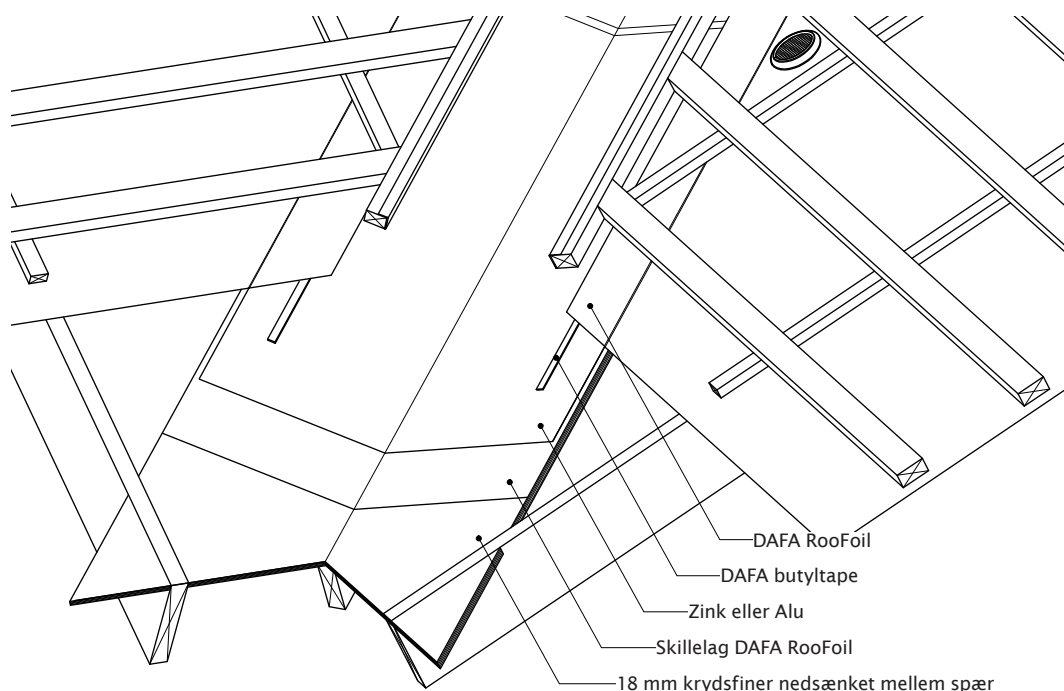 DAFA RooFoil
DAFA butyltape
Zink eller Alu
Skillelag DAFA RooFoil
18 mm krydsfiner nedsænket mellem spær